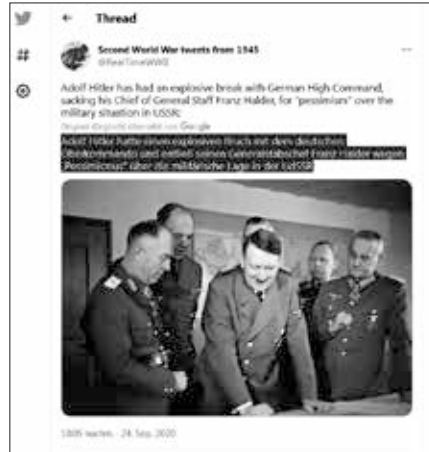 ← Thread
Second World War tweets from 1945
@RealTimeWWII
Adolf Hitler has had an explosive break with German High Command,
sacking his Chief of General Staff Franz Halder, for "pessimism" over the
military situation in USSR:
Google
Adolf Hitler hatte einen explosiven Bruch mit dem deutschen
Oberkommando und entließ seinen Generalstabschef Franz Halder wegen
"Pessimismus" über die militärische Lage in der UdSSR
24. Sep. 2020